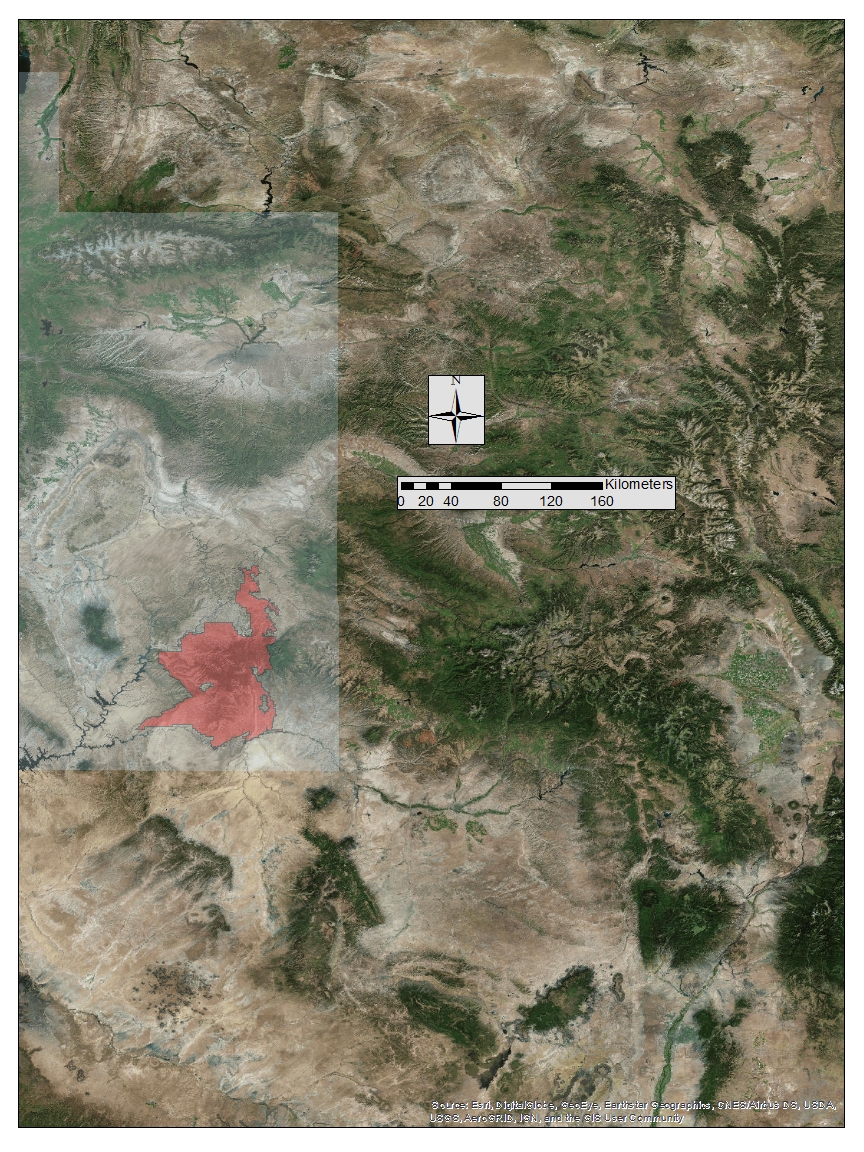 N
Kilometers
0 20 40 80 120 160
Source: Esri, DigitalGlobe, GeoEye, Earthstar Geographics, CNES/Airbus DS, USDA,
USGS, AeroGRID, IGN, and the GIS User Community